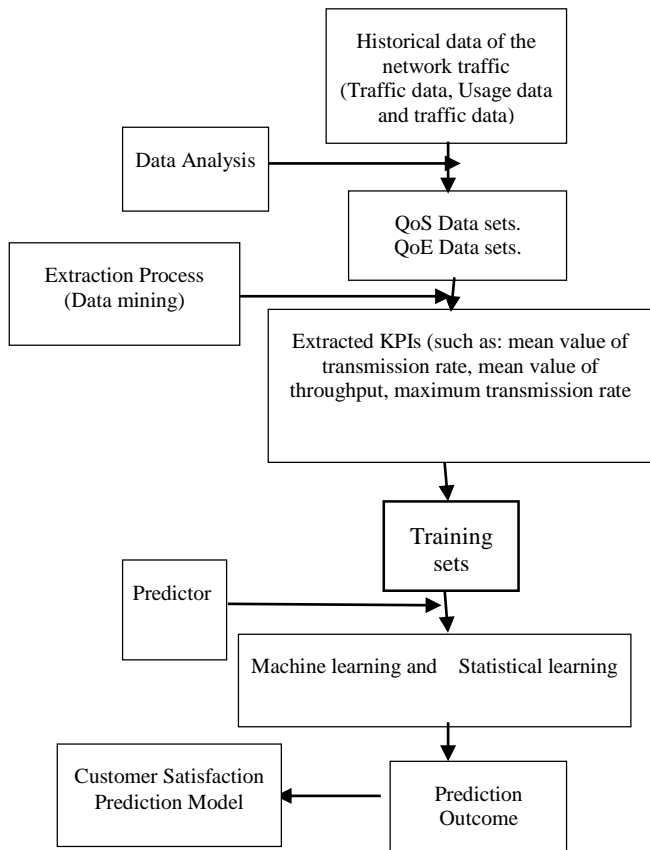 Historical data of the
network traffic
(Traffic data, Usage data
and traffic data)
Data Analysis
QoS Data sets.
QoE Data sets.
Extraction Process
(Data mining)
Extracted KPIs (such as: mean value of
transmission rate, mean value of
throughput, maximum transmission rate
Training
sets
Predictor
Machine learning and Statistical learning
Customer Satisfaction
Prediction Model
Prediction
Outcome